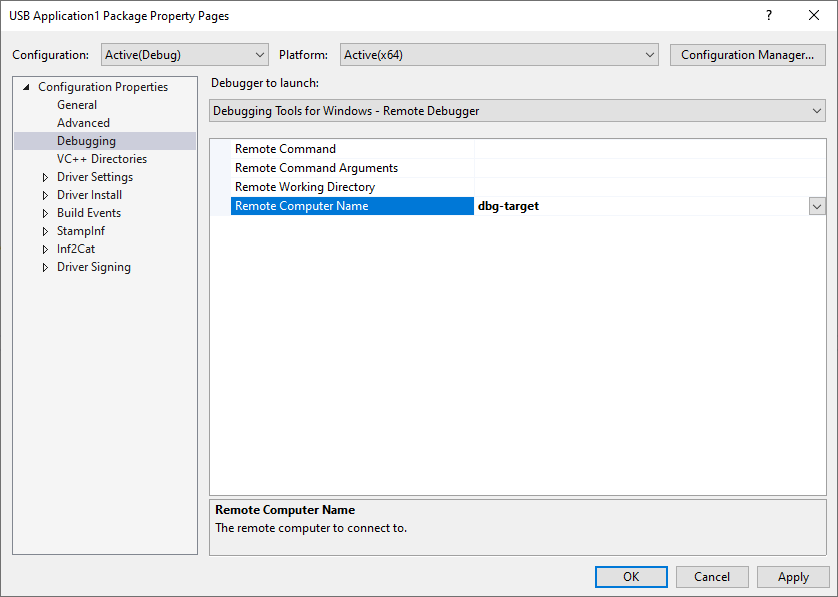 USB Application1 Package Property Pages
?
Configuration: Active(Debug) Platform: Active(x64) Configuration Manager...
Configuration Properties
General
Advanced
Debugging
VC++ Directories
Driver Settings
Driver Install
Build Events
StampInf
Inf2Cat
Driver Signing
Debugger to launch:
Debugging Tools for Windows - Remote Debugger
Remote Command
Remote Command Arguments
Remote Working Directory
Remote Computer Name dbg-target
Remote Computer Name
The remote computer to connect to.
OK Cancel Apply